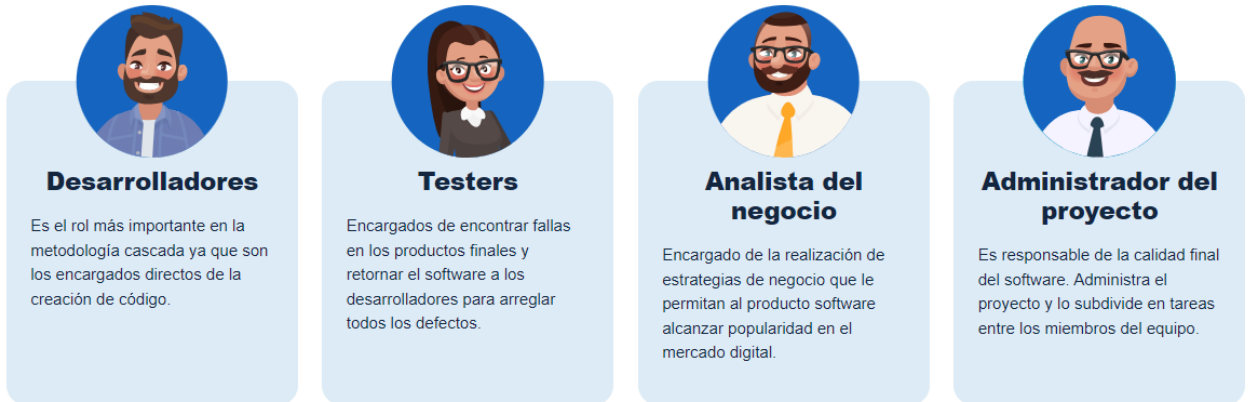 Desarrolladores
Es el rol más importante en la
metodología cascada ya que son
los encargados directos de la
creación de código.
Testers
Encargados de encontrar fallas
en los productos finales y
retornar el software a los
desarrolladores para arreglar
todos los defectos.
Analista del
negocio
Encargado de la realización de
estrategias de negocio que le
permitan al producto software
alcanzar popularidad en el
mercado digital.
Administrador del
proyecto
Es responsable de la calidad final
del software. Administra el
proyecto y lo subdivide en tareas
entre los miembros del equipo.